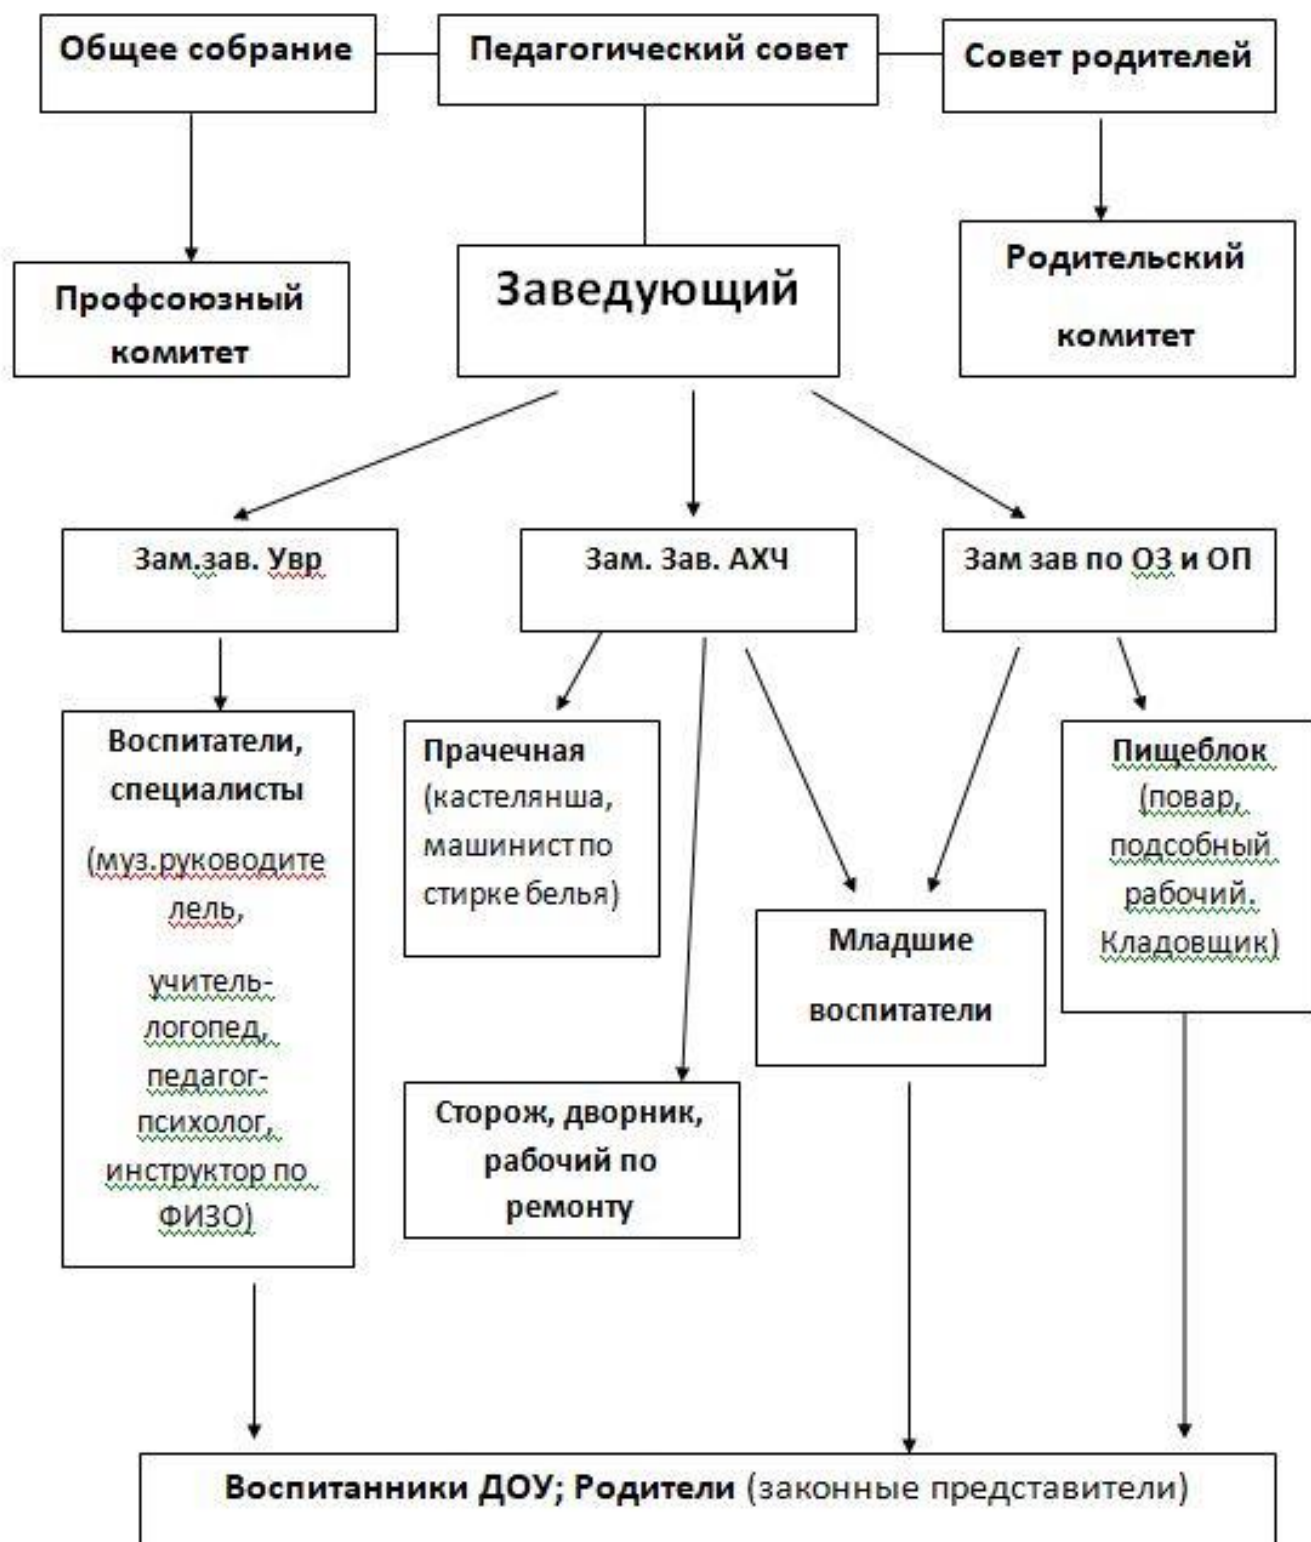 Общее собрание
Педагогический совет
Совет родителей
Профсоюзный
комитет
Заведующий
Родительский
комитет
Зам.зав. Увр
Зам. Зав. АХЧ
Зам зав по ОЗ и ОП
Воспитатели,
специалисты
(муз.руководите
лель,
учитель-
логопед,
педагог-
психолог,
инструктор по
ФИЗО)
Прачечная
(кастелянша,
машинист по
стирке белья)
Сторож, дворник,
рабочий по
ремонту
Младшие
воспитатели
Пищеблок
(повар,
подсобный
рабочий.
Кладовщик)
Воспитанники ДОУ; Родители (законные представители)